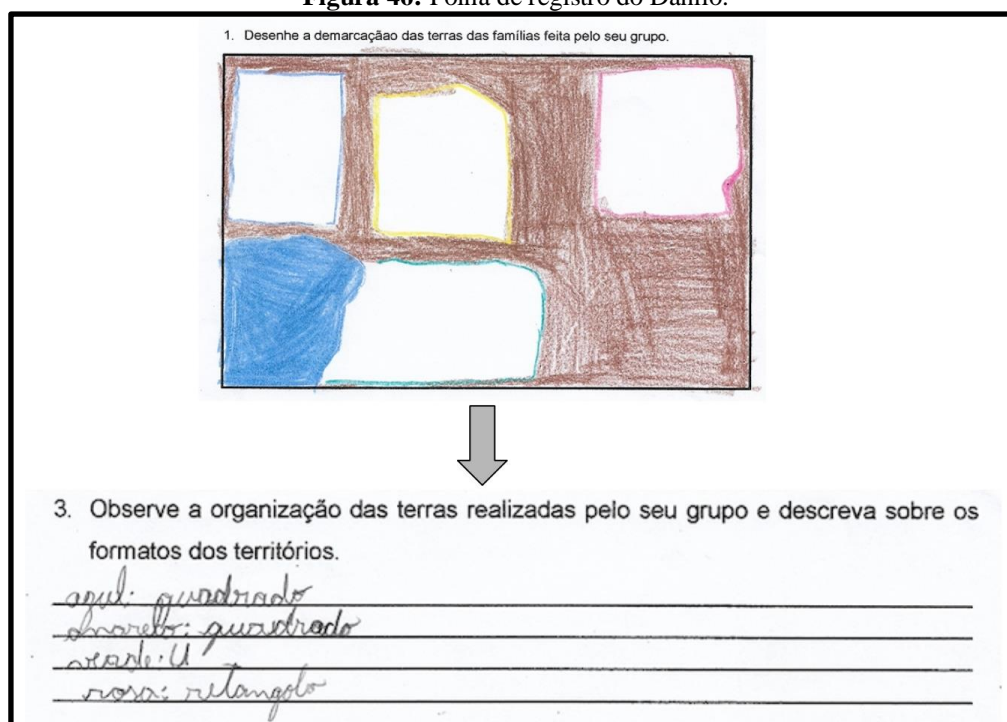 Figura 46: Folha de registro do Danilo.
1. Desenhe a demarcaçãao das terras das famílias feita pelo seu grupo.
3. Observe a organização das terras realizadas pelo seu grupo e descreva sobre os
formatos dos territórios.
azul: quadrado
amarelo: quadrado
verde: U
rosa: retangolo